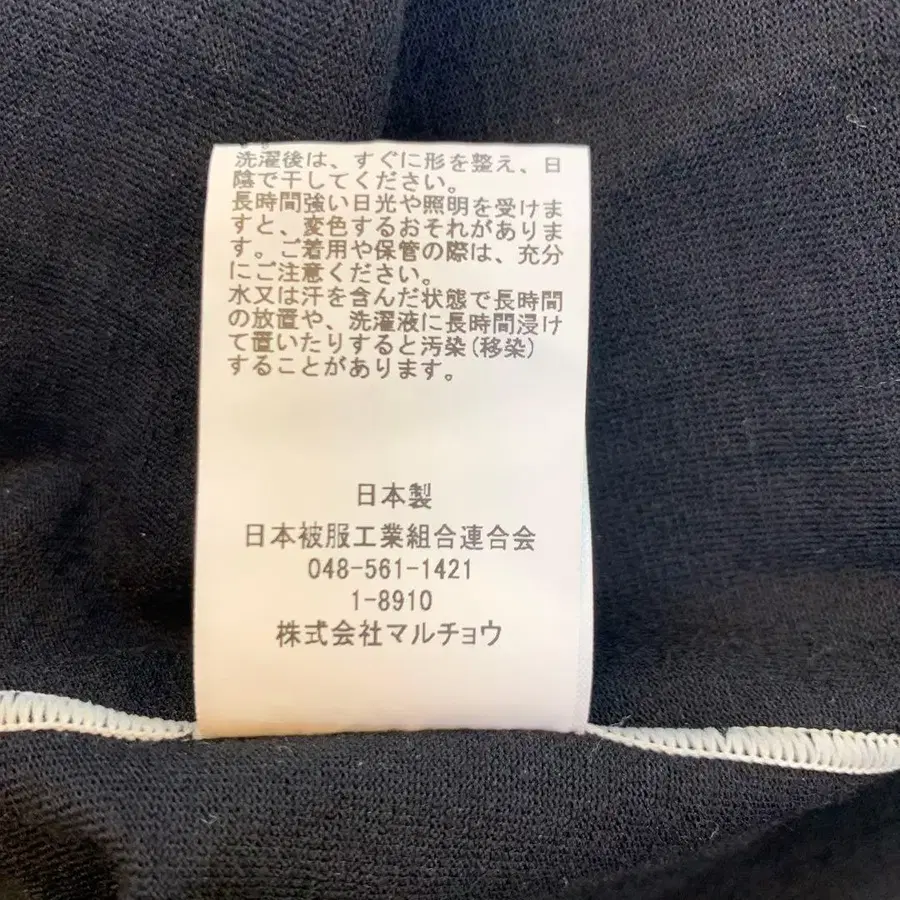 洗濯後は、すぐに形を整え、日
陰で干してください。
長時間強い日光や照明を受けま
すと、変色するおそれがありま
す。ご着用や保管の際は、充分
にご注意ください。
水又は汗を含んだ状態で長時間
の放置や、洗濯液に長時間浸け
て置いたりすると汚染(移染)
することがあります。
日本製
日本被服工業組合連合会
048-561-1421
1-8910
株式会社マルチョウ